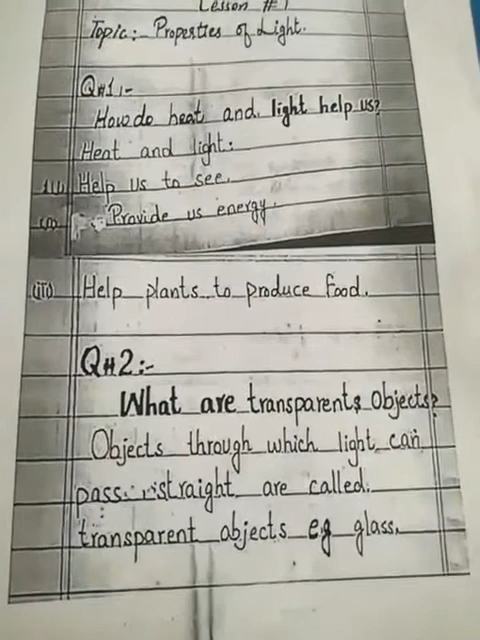 Lesson #1
Topic:- Properties of Light.
Q#1:-
How do heat and light help us?
Heat and light:
(i) Help us to see.
(ii) Provide us energy.
(iii) Help plants to produce food.
Q#2:-
What are transparents Objects?
Objects through which light can
pass straight are called
transparent objects e.g glass.